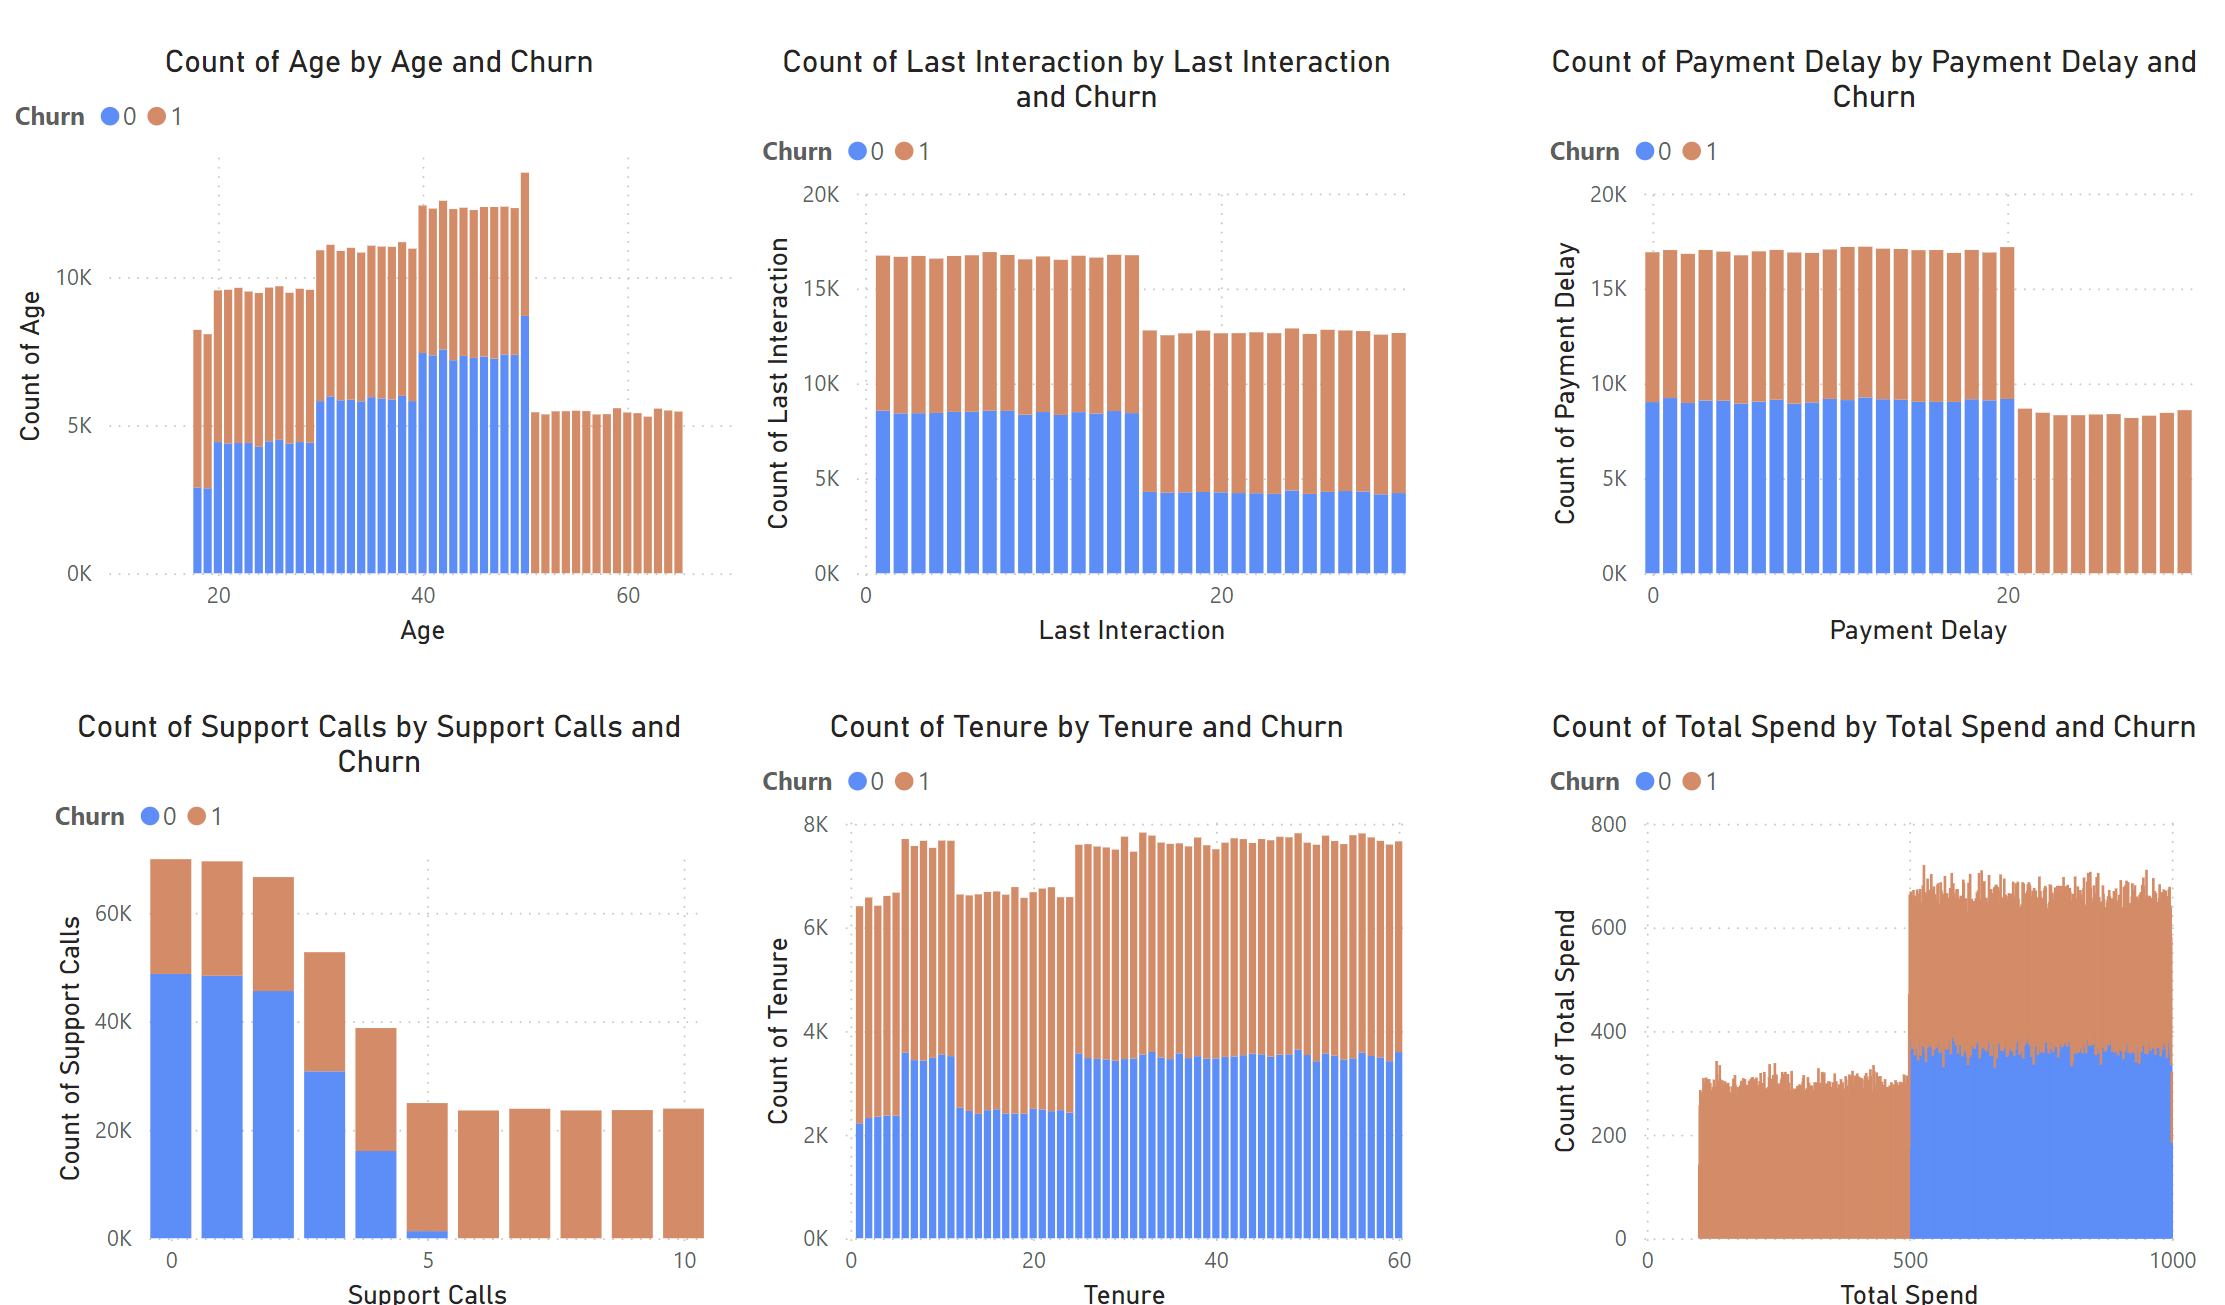 Count of Age by Age and Churn
Churn 0 1
Count of Age
10K
5K
0K
20 40 60
Age
Count of Last Interaction by Last Interaction
and Churn
Churn 0 1
Count of Last Interaction
20K
15K
10K
5K
0K
0 20
Last Interaction
Count of Payment Delay by Payment Delay and
Churn
Churn 0 1
Count of Payment Delay
20K
15K
10K
5K
0K
0 20
Payment Delay
Count of Support Calls by Support Calls and
Churn
Churn 0 1
Count of Support Calls
60K
40K
20K
0K
0 5 10
Support Calls
Count of Tenure by Tenure and Churn
Churn 0 1
Count of Tenure
8K
6K
4K
2K
0K
0 20 40 60
Tenure
Count of Total Spend by Total Spend and Churn
Churn 0 1
Count of Total Spend
800
600
400
200
0
0 500 1000
Total Spend